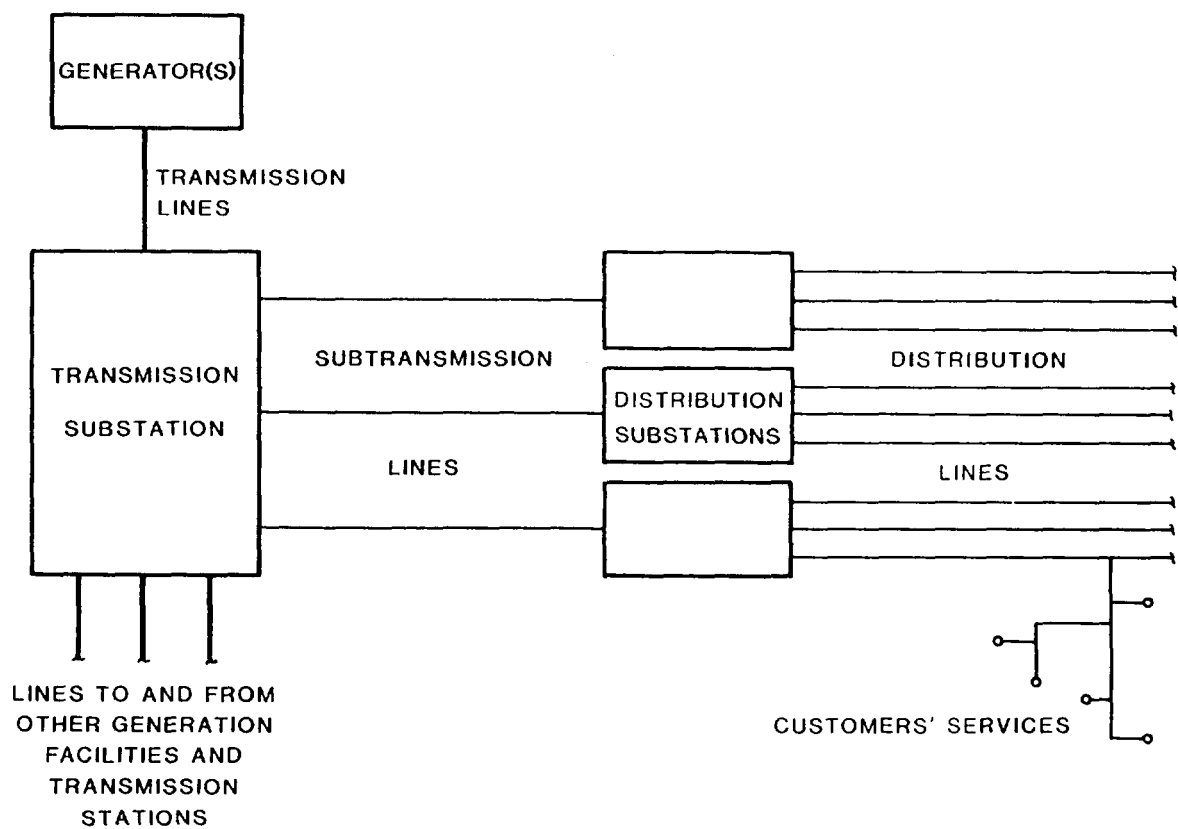 GENERATOR(S)
TRANSMISSION
LINES
TRANSMISSION
SUBSTATION
SUBTRANSMISSION
LINES
DISTRIBUTION
SUBSTATIONS
DISTRIBUTION
LINES
CUSTOMERS' SERVICES
LINES TO AND FROM
OTHER GENERATION
FACILITIES AND
TRANSMISSION
STATIONS